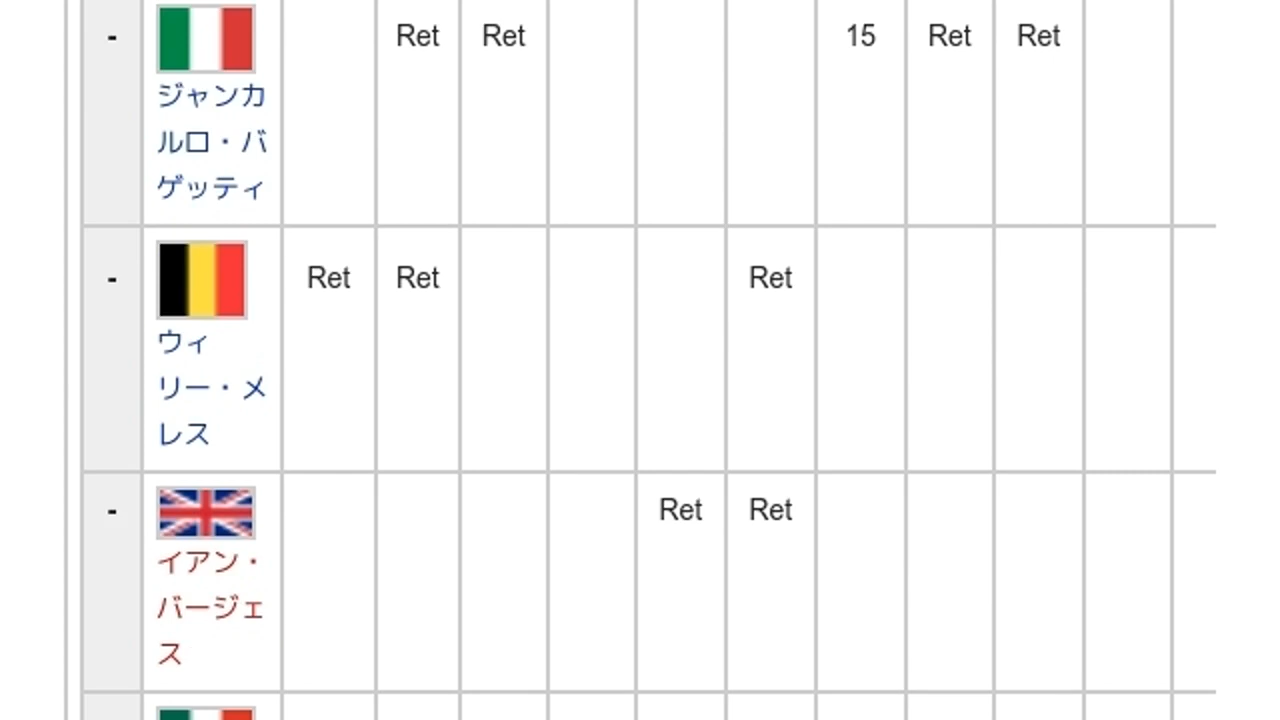 - Ret Ret 15 Ret Ret
ジャンカ
ルロ・バ
ゲッティ
- Ret Ret Ret
ウィ
リー・メ
レス
- Ret Ret
イアン・
バージェ
ス